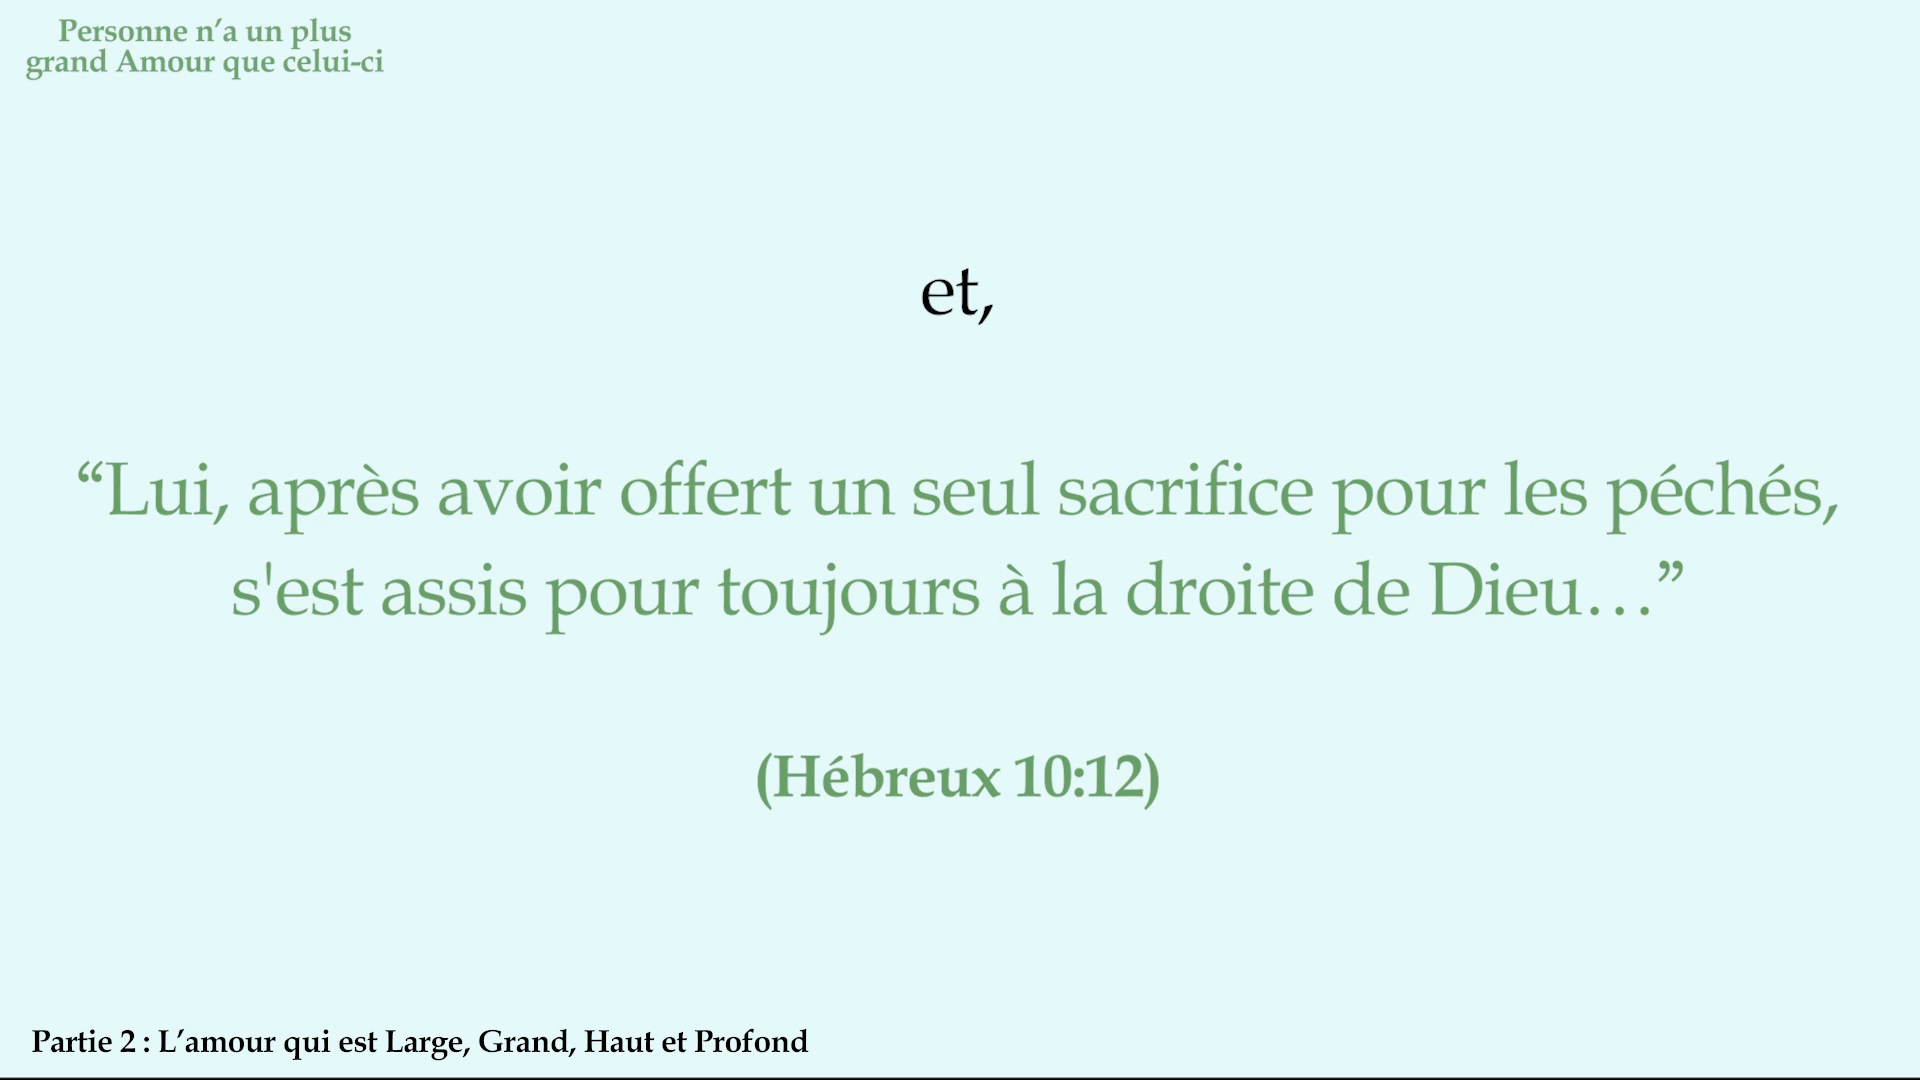 Personne n’a un plus
grand Amour que celui-ci
et,
“Lui, après avoir offert un seul sacrifice pour les péchés,
s'est assis pour toujours à la droite de Dieu…”
(Hébreux 10:12)
Partie 2 : L’amour qui est Large, Grand, Haut et Profond